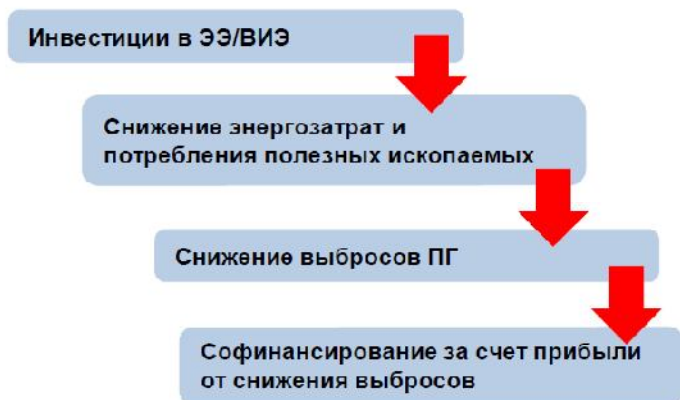 Инвестиции в ЭЭ/ВИЭ
Снижение энергозатрат и
потребления полезных ископаемых
Снижение выбросов ПГ
Софинансирование за счет прибыли
от снижения выбросов